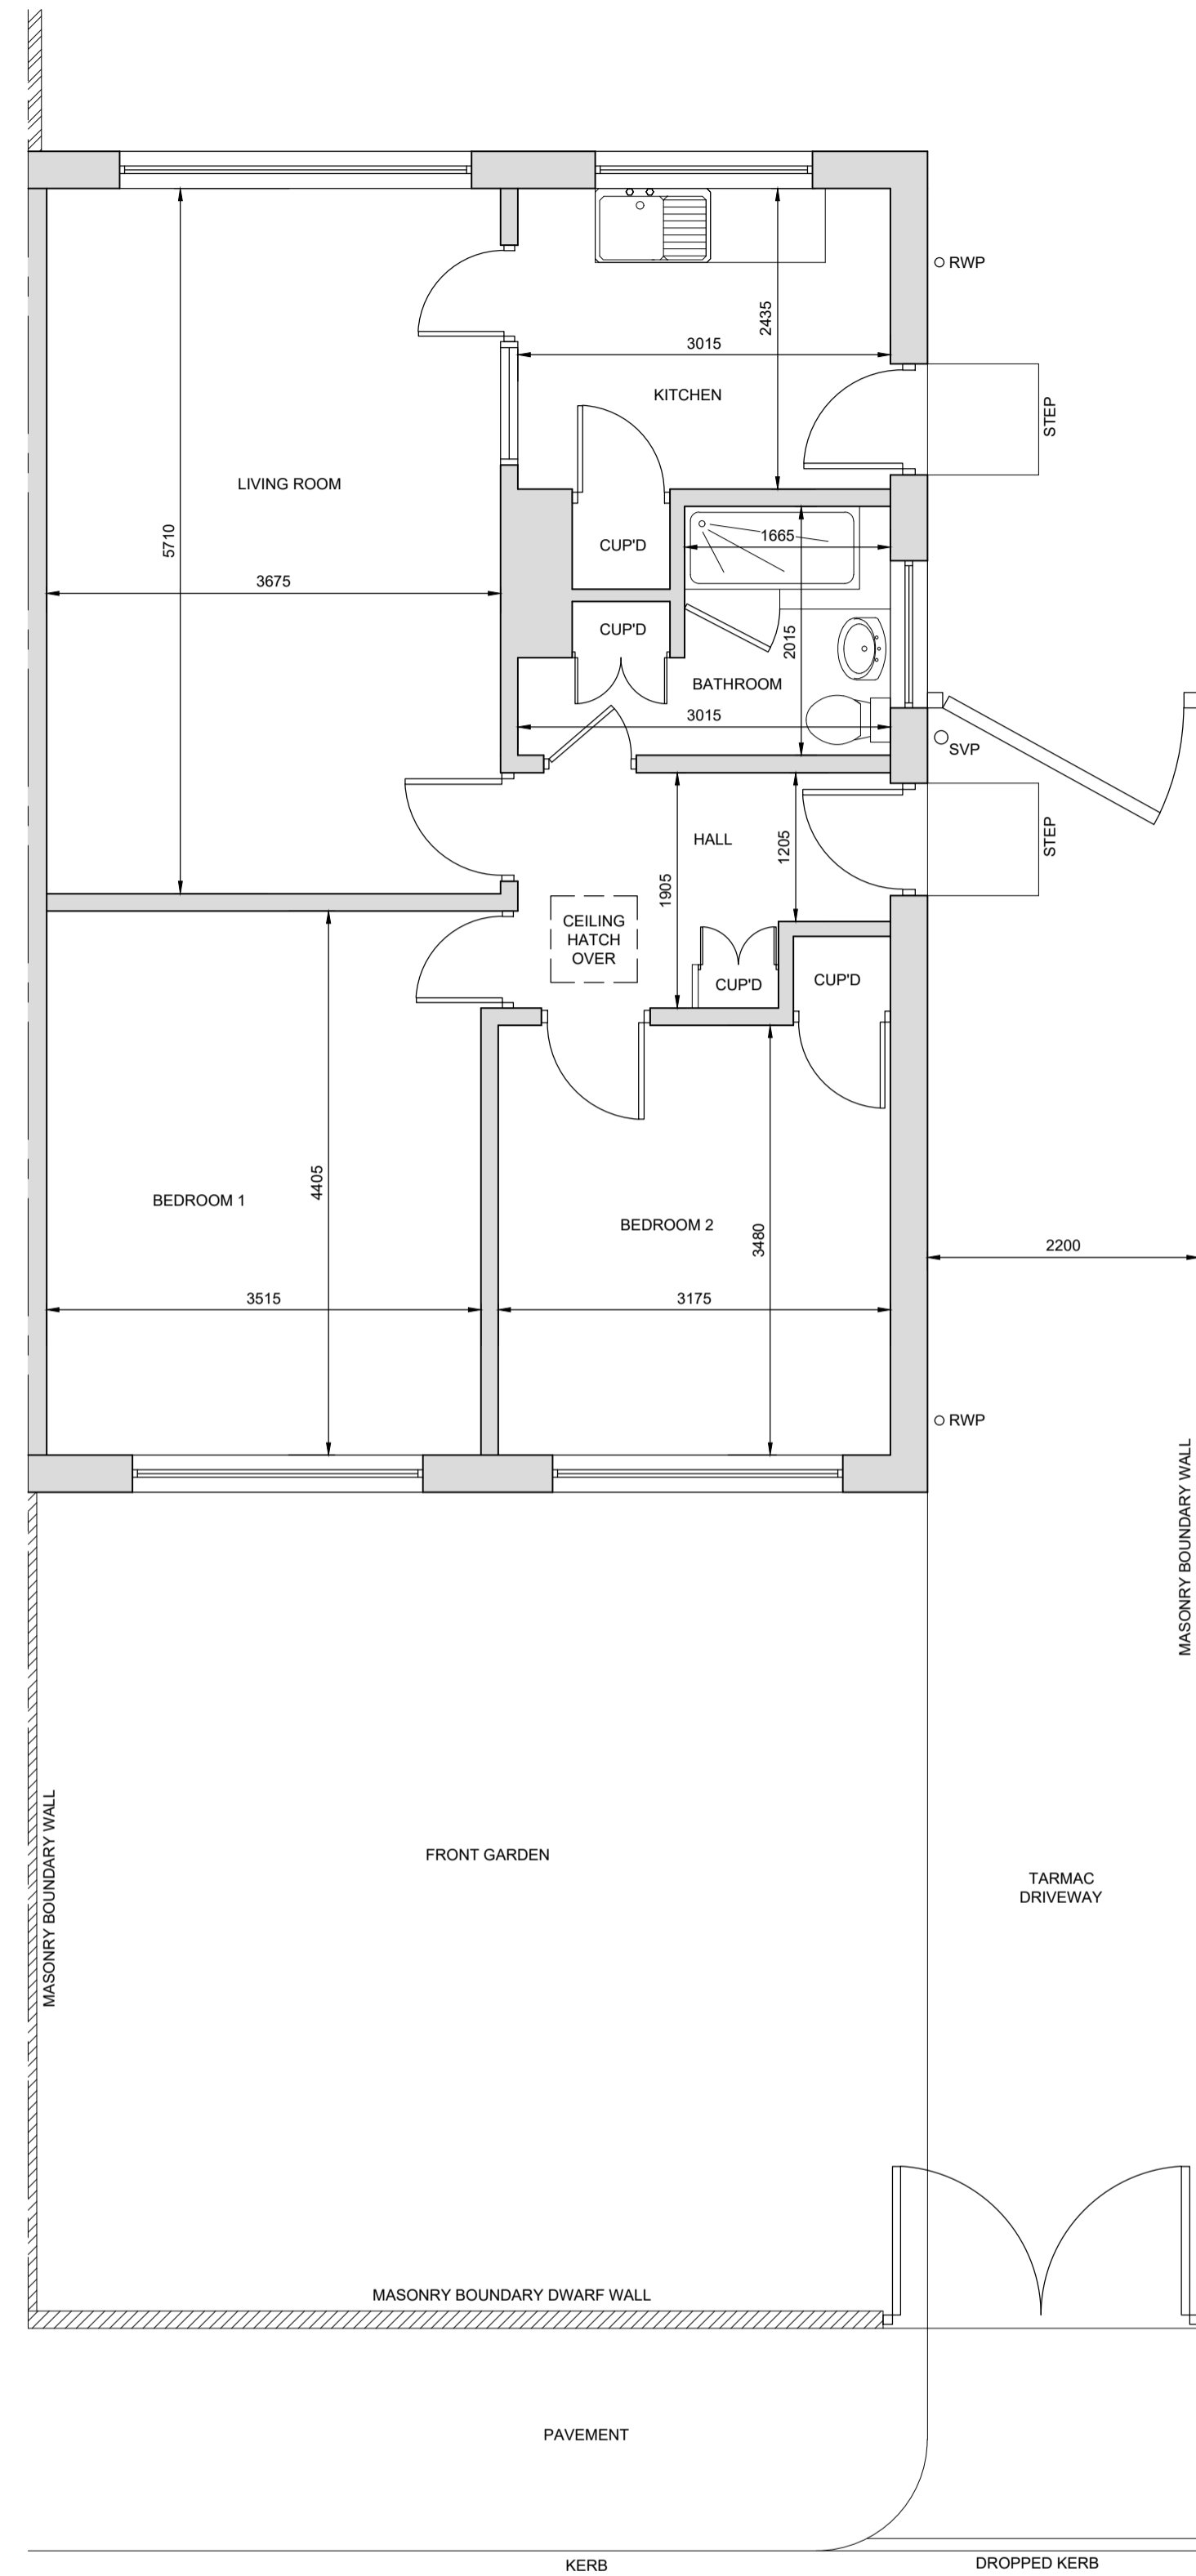 RWP
2435
3015
KITCHEN
STEP
LIVING ROOM
5710
3675
CUP'D
1665
CUP'D
2015
BATHROOM
3015
SVP
HALL
1205
STEP
1905
CEILING
HATCH
OVER
CUP'D
CUP'D
4405
BEDROOM 1
BEDROOM 2
3480
2200
3515
3175
RWP
MASONRY BOUNDARY WALL
MASONRY BOUNDARY WALL
FRONT GARDEN
TARMAC
DRIVEWAY
MASONRY BOUNDARY DWARF WALL
PAVEMENT
KERB
DROPPED KERB